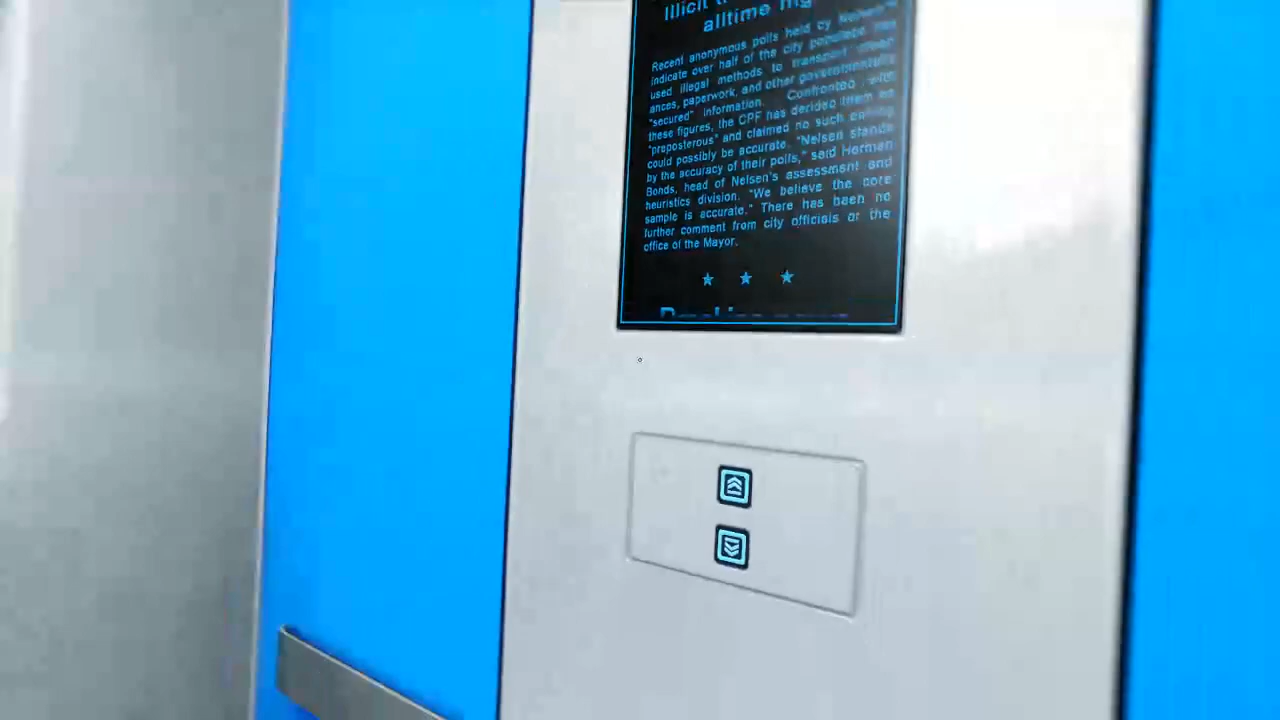 Illicit
alltime hig
Recent anonymous polls held by Nelsen
indicate over half of the city populace has
used illegal methods to transport
ances, paperwork, and other governmentally
"secured" information. Confronted with
these figures, the CPF has derided them as
"preposterous" and claimed no such
could possibly be accurate. "Nelsen stands
by the accuracy of their polls," said Herman
Bonds, head of Nelsen's assessment and
heuristics division. "We believe the core
sample is accurate." There has been no
further comment from city officials or the
office of the Mayor.